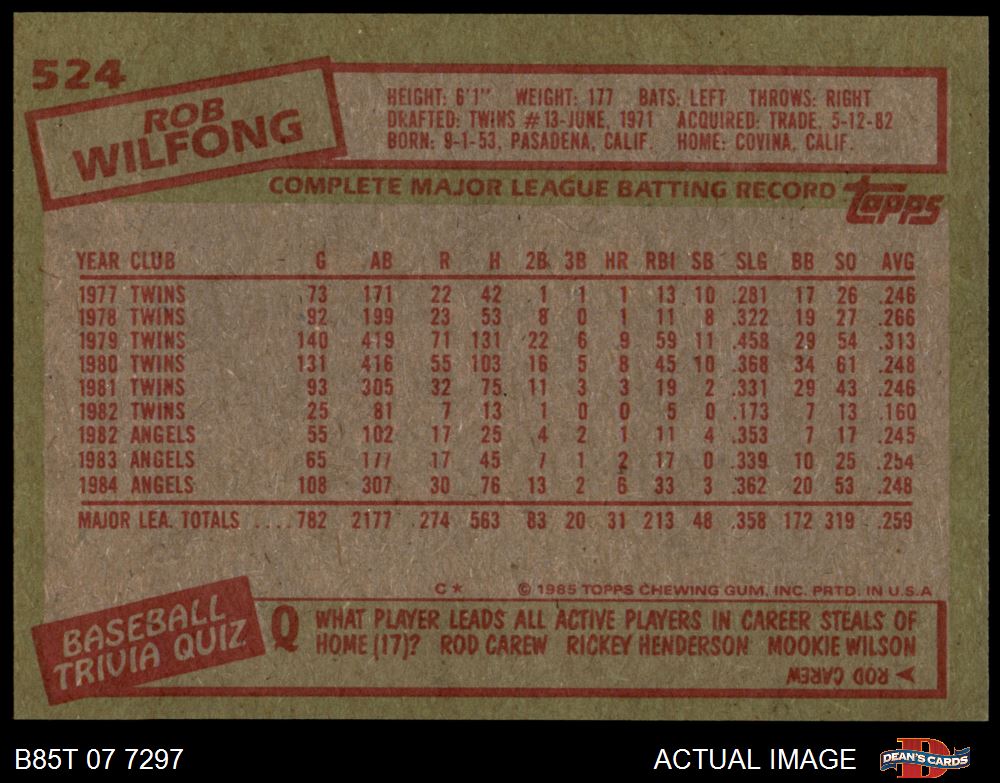 524
ROB
WILFONG
HEIGHT: 6'1" WEIGHT: 177 BATS: LEFT THROWS: RIGHT
DRAFTED: TWINS #13-JUNE, 1971 ACQUIRED: TRADE, 5-12-82
BORN: 9-1-53, PASADENA, CALIF. HOME: COVINA, CALIF.
COMPLETE MAJOR LEAGUE BATTING RECORD topps
YEAR CLUB G AB R H 2B 3B HR RBI SB SLG BB SO AVG
1977 TWINS 73 171 22 42 1 1 1 13 10 .281 17 26 .246
1978 TWINS 92 199 23 53 8 0 1 11 8 .322 19 27 .266
1979 TWINS 140 419 71 131 22 6 9 59 11 .458 29 54 .313
1980 TWINS 131 416 55 103 16 5 8 45 10 .368 34 61 .248
1981 TWINS 93 305 32 75 11 3 3 19 2 .331 29 43 .246
1982 TWINS 25 81 7 13 1 0 0 5 0 .173 7 13 .160
1982 ANGELS 55 102 17 25 4 2 1 11 4 .353 7 17 .245
1983 ANGELS 65 177 17 45 7 1 2 17 0 .339 10 25 .254
1984 ANGELS 108 307 30 76 13 2 6 33 3 .362 20 53 .248
MAJOR LEA. TOTALS ....782 2177 274 563 83 20 31 213 48 .358 172 319 .259
C* © 1985 TOPPS CHEWING GUM, INC. PRTD. IN U.S.A
BASEBALL
TRIVIA QUIZ
Q WHAT PLAYER LEADS ALL ACTIVE PLAYERS IN CAREER STEALS OF
HOME (17)? ROD CAREW RICKEY HENDERSON MOOKIE WILSON
ROD CAREW
B85T 07 7297 ACTUAL IMAGE DEAN'S CARDS